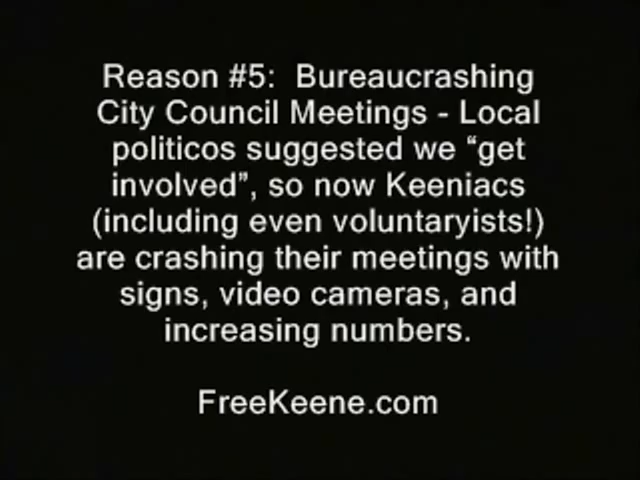 Reason #5:  Bureaucrashing
City Council Meetings - Local
politicos suggested we “get
involved”, so now Keeniacs
(including even voluntaryists!)
are crashing their meetings with
signs, video cameras, and
increasing numbers.
FreeKeene.com